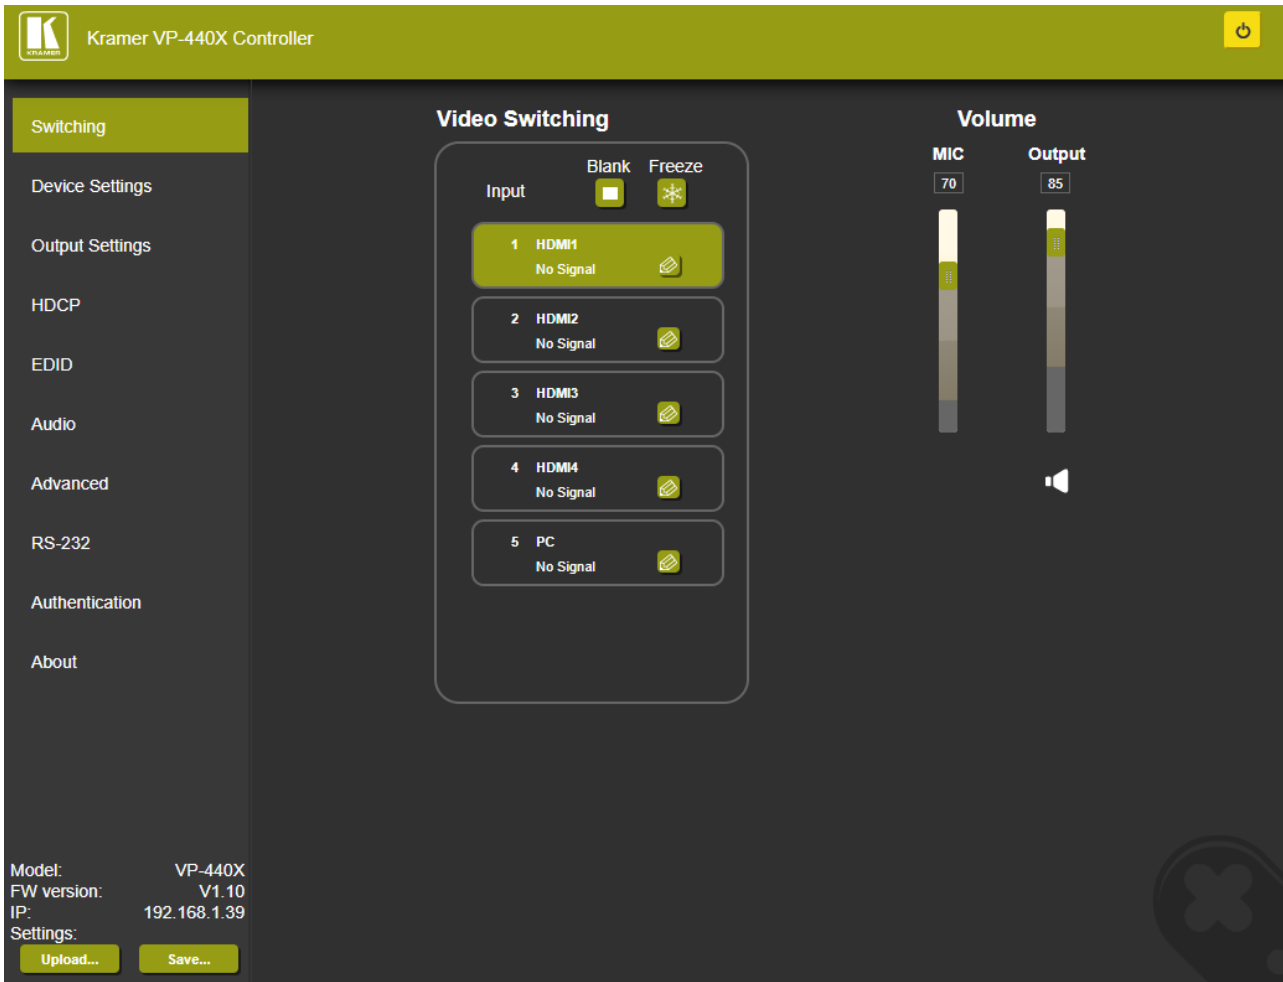 KRAMER
Kramer VP-440X Controller
Switching
Device Settings
Output Settings
HDCP
EDID
Audio
Advanced
RS-232
Authentication
About
Model: VP-440X
FW version: V1.10
IP: 192.168.1.39
Settings:
Upload... Save...
Video Switching
Blank Freeze
Input
1 HDMI1
No Signal
2 HDMI2
No Signal
3 HDMI3
No Signal
4 HDMI4
No Signal
5 PC
No Signal
Volume
MIC Output
70 85